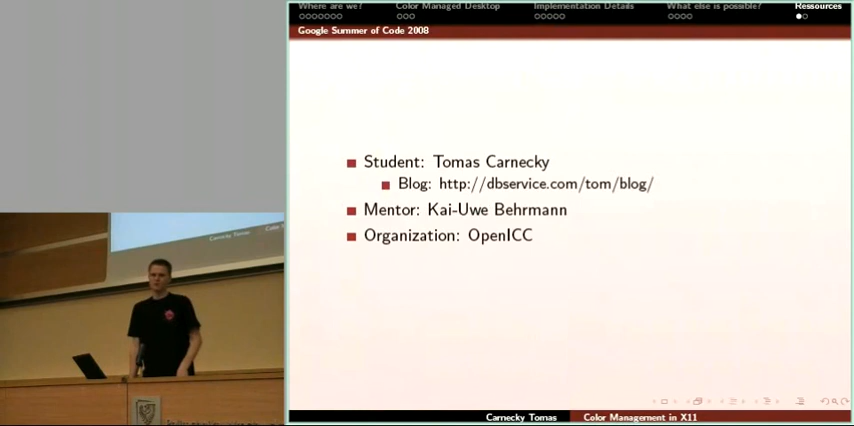 Where are we? Color Managed Desktop Implementation Details What else is possible? Ressources
Google Summer of Code 2008
Student: Tomas Carnecky
Blog: http://dbservice.com/tom/blog/
Mentor: Kai-Uwe Behrmann
Organization: OpenICC
Carnecky Tomas Color Management in X11
Carnecky Tomas